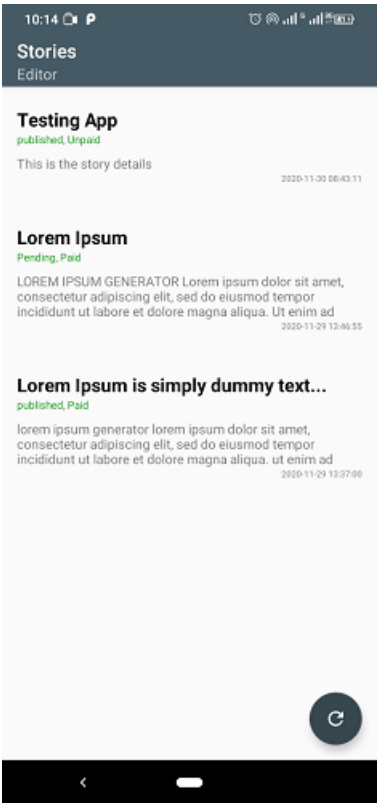 10:14
Stories
Editor
Testing App
published, Unpaid
This is the story details
2020-11-30 08:43:11
Lorem Ipsum
Pending, Paid
LOREM IPSUM GENERATOR Lorem ipsum dolor sit amet,
consectetur adipiscing elit, sed do eiusmod tempor
incididunt ut labore et dolore magna aliqua. Ut enim ad
2020-11-29 13:46:55
Lorem Ipsum is simply dummy text...
published, Paid
lorem ipsum generator lorem ipsum dolor sit amet,
consectetur adipiscing elit, sed do eiusmod tempor
incididunt ut labore et dolore magna aliqua. ut enim ad
2020-11-29 13:37:00